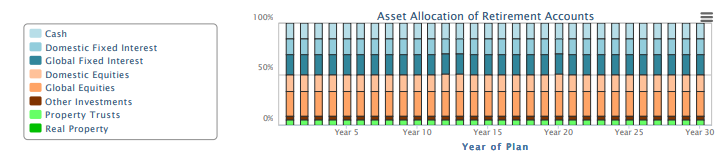 Asset Allocation of Retirement Accounts
Cash
Domestic Fixed Interest
Global Fixed Interest
Domestic Equities
Global Equities
Other Investments
Property Trusts
Real Property
100%
50%
0%
Year 5
Year 10
Year 15
Year 20
Year 25
Year 30
Year of Plan